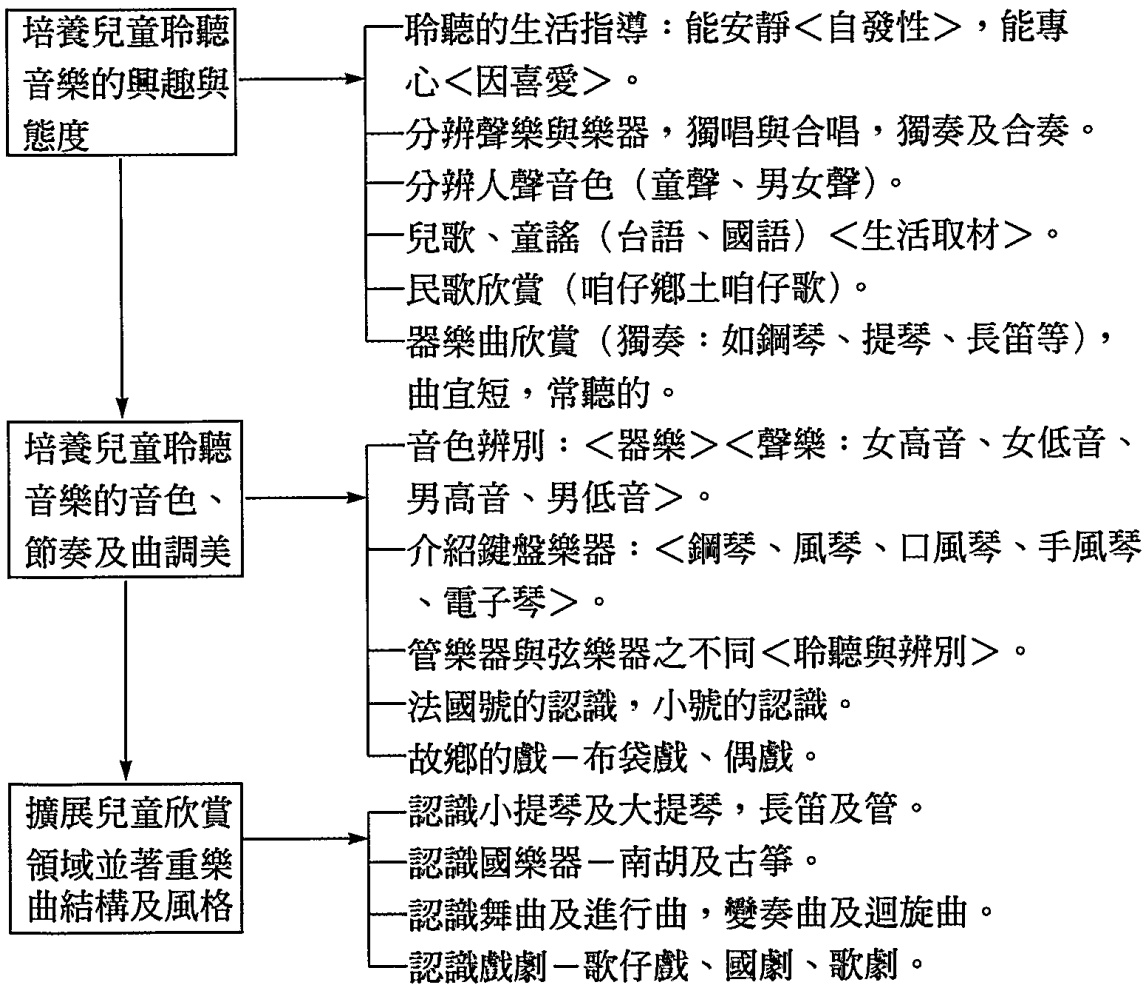 培養兒童聆聽
音樂的興趣與
態度
聆聽的生活指導：能安靜＜自發性＞，能專
心＜因喜愛＞。
分辨聲樂與樂器，獨唱與合唱，獨奏及合奏。
分辨人聲音色（童聲、男女聲）。
兒歌、童謠（台語、國語）＜生活取材＞。
民歌欣賞（咱仔鄉土咱仔歌）。
器樂曲欣賞（獨奏：如鋼琴、提琴、長笛等），
曲宜短，常聽的。
培養兒童聆聽
音樂的音色、
節奏及曲調美
音色辨別：＜器樂＞＜聲樂：女高音、女低音、
男高音、男低音＞。
介紹鍵盤樂器：＜鋼琴、風琴、口風琴、手風琴
、電子琴＞。
管樂器與弦樂器之不同＜聆聽與辨別＞。
法國號的認識，小號的認識。
故鄉的戲－布袋戲、偶戲。
擴展兒童欣賞
領域並著重樂
曲結構及風格
認識小提琴及大提琴，長笛及管。
認識國樂器－南胡及古箏。
認識舞曲及進行曲，變奏曲及迴旋曲。
認識戲劇－歌仔戲、國劇、歌劇。